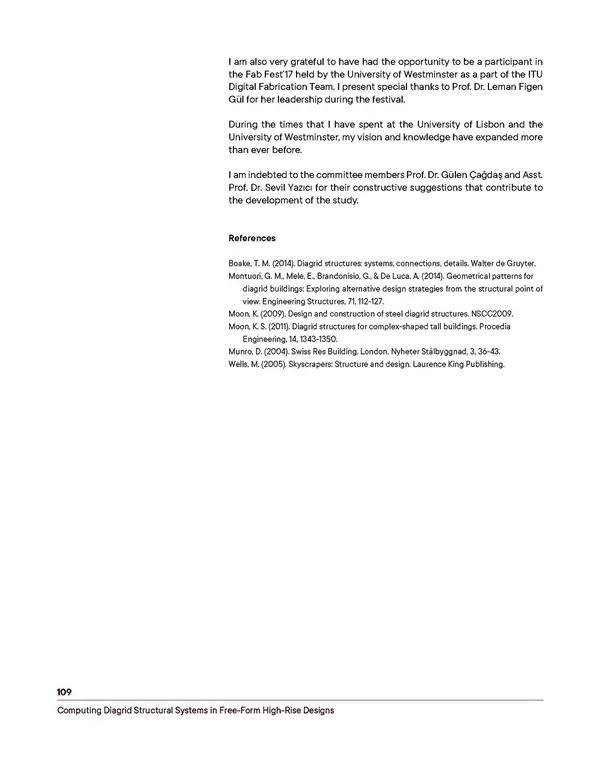 I am also very grateful to have had the opportunity to be a participant in
the Fab Fest'17 held by the University of Westminster as a part of the ITU
Digital Fabrication Team. I present special thanks to Prof. Dr. Leman Figen
Gül for her leadership during the festival.
During the times that I have spent at the University of Lisbon and the
University of Westminster, my vision and knowledge have expanded more
than ever before.
I am indebted to the committee members Prof. Dr. Gülen Çağdaş and Asst.
Prof. Dr. Sevil Yazıcı for their constructive suggestions that contribute to
the development of the study.
References
Boake, T. M. (2014). Diagrid structures: systems, connections, details. Walter de Gruyter.
Montuori, G. M., Mele, E., Brandonisio, G., & De Luca, A. (2014). Geometrical patterns for
diagrid buildings: Exploring alternative design strategies from the structural point of
view. Engineering Structures, 71, 112-127.
Moon, K. (2009). Design and construction of steel diagrid structures. NSCC2009.
Moon, K. S. (2011). Diagrid structures for complex-shaped tall buildings. Procedia
Engineering, 14, 1343-1350.
Munro, D. (2004). Swiss Res Building, London. Nyheter Stålbyggnad, 3, 36-43.
Wells, M. (2005). Skyscrapers: Structure and design. Laurence King Publishing.
109
Computing Diagrid Structural Systems in Free-Form High-Rise Designs